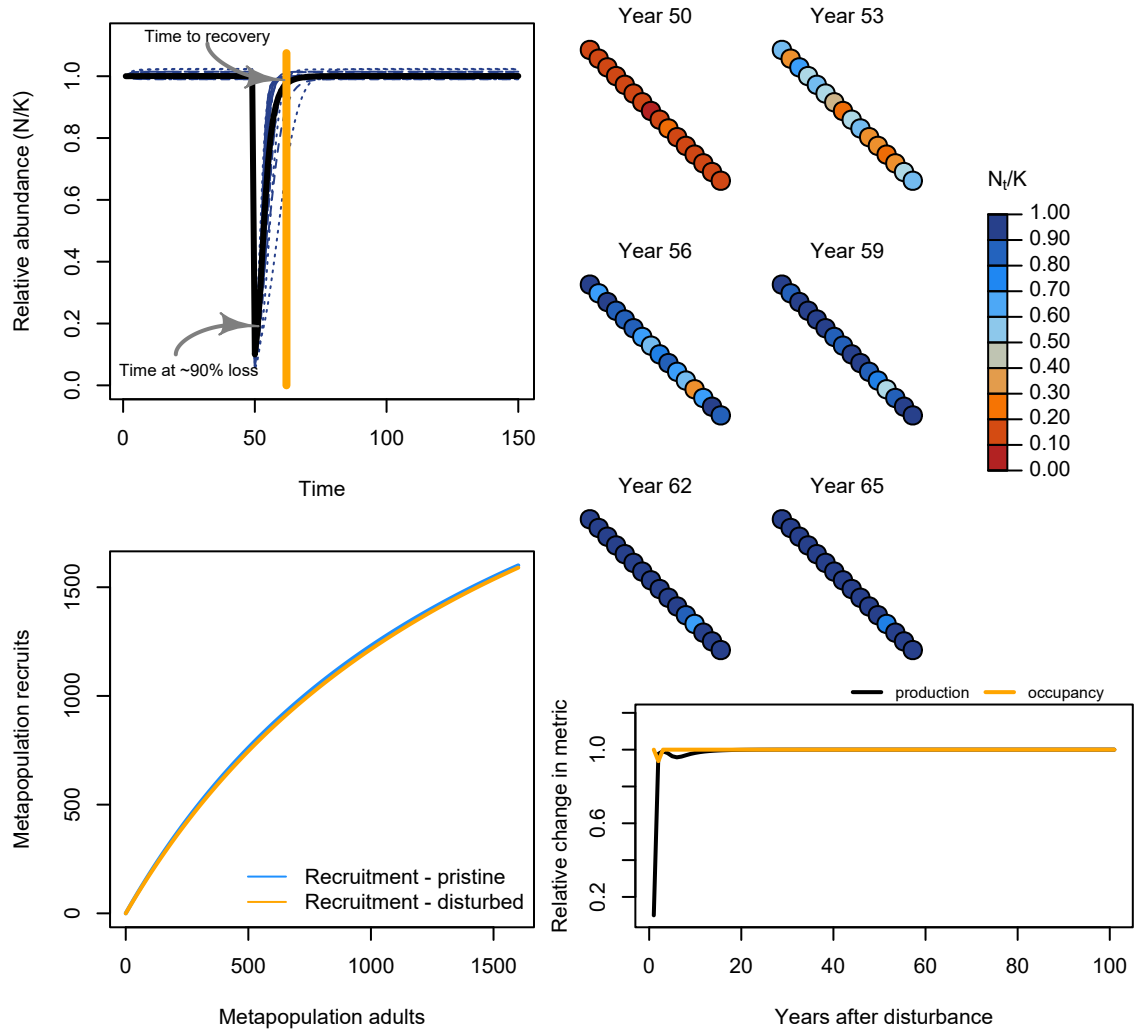 Time to recovery
Time at ~90% loss
Relative abundance (N/K)
0.0
0.2
0.4
0.6
0.8
1.0
0
50
100
150
Time
Year 50
Year 53
Year 56
Year 59
Year 62
Year 65
Nt/K
1.00
0.90
0.80
0.70
0.60
0.50
0.40
0.30
0.20
0.10
0.00
Metapopulation recruits
0
500
1000
1500
Recruitment - pristine
Recruitment - disturbed
0
500
1000
1500
Metapopulation adults
production
occupancy
Relative change in metric
0.2
0.6
1.0
0
20
40
60
80
100
Years after disturbance